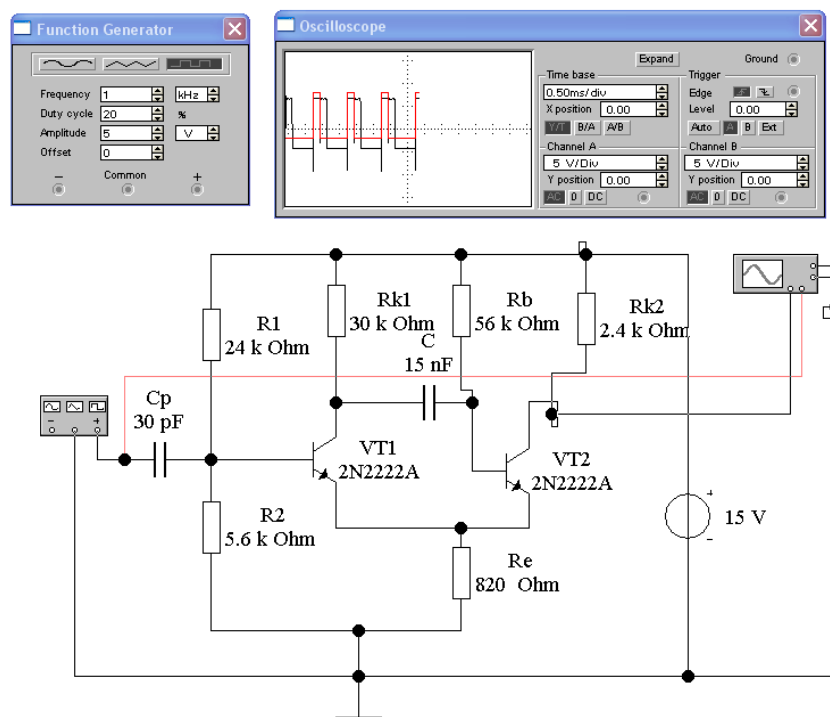 Function Generator
Frequency 1 kHz
Duty cycle 20 %
Amplitude 5 V
Offset 0
− Common +
Oscilloscope
Expand Ground
Time base
0.50ms/div
X position 0.00
Y/T B/A A/B
Trigger
Edge
Level 0.00
Auto A B Ext
Channel A
5 V/Div
Y position 0.00
AC 0 DC
Channel B
5 V/Div
Y position 0.00
AC 0 DC
R1
24 k Ohm
Rk1
30 k Ohm
C
15 nF
Rb
56 k Ohm
Rk2
2.4 k Ohm
Cp
30 pF
− +
VT1
2N2222A
VT2
2N2222A
R2
5.6 k Ohm
Re
820 Ohm
+
15 V
−